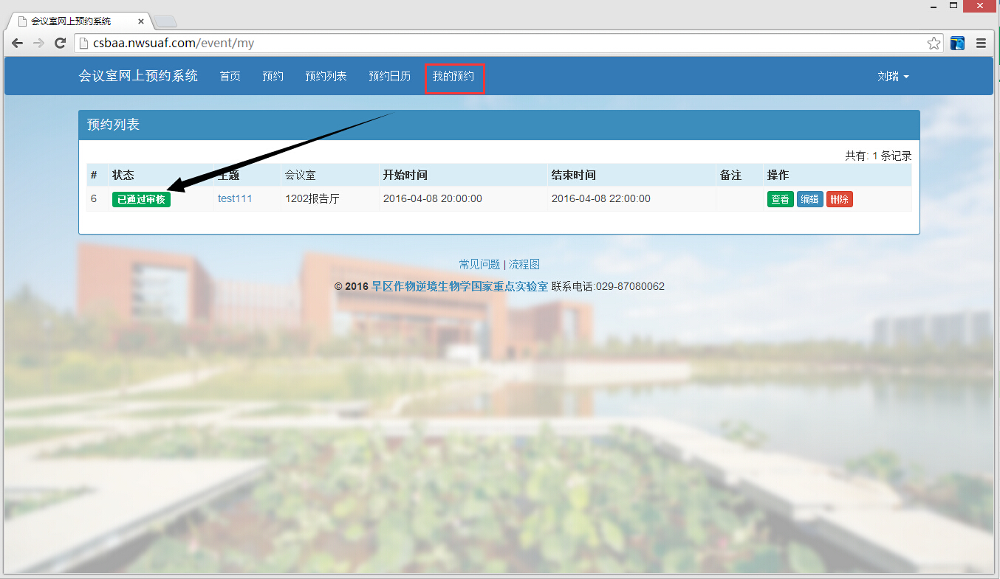 会议室网上预约系统
csbaa.nwsuaf.com/event/my
会议室网上预约系统 首页 预约 预约列表 预约日历 我的预约 刘瑞
预约列表
共有: 1 条记录
# 状态 主题 会议室 开始时间 结束时间 备注 操作
6 已通过审核 test111 1202报告厅 2016-04-08 20:00:00 2016-04-08 22:00:00 查看 编辑 删除
常见问题 | 流程图
© 2016 旱区作物逆境生物学国家重点实验室 联系电话:029-87080062